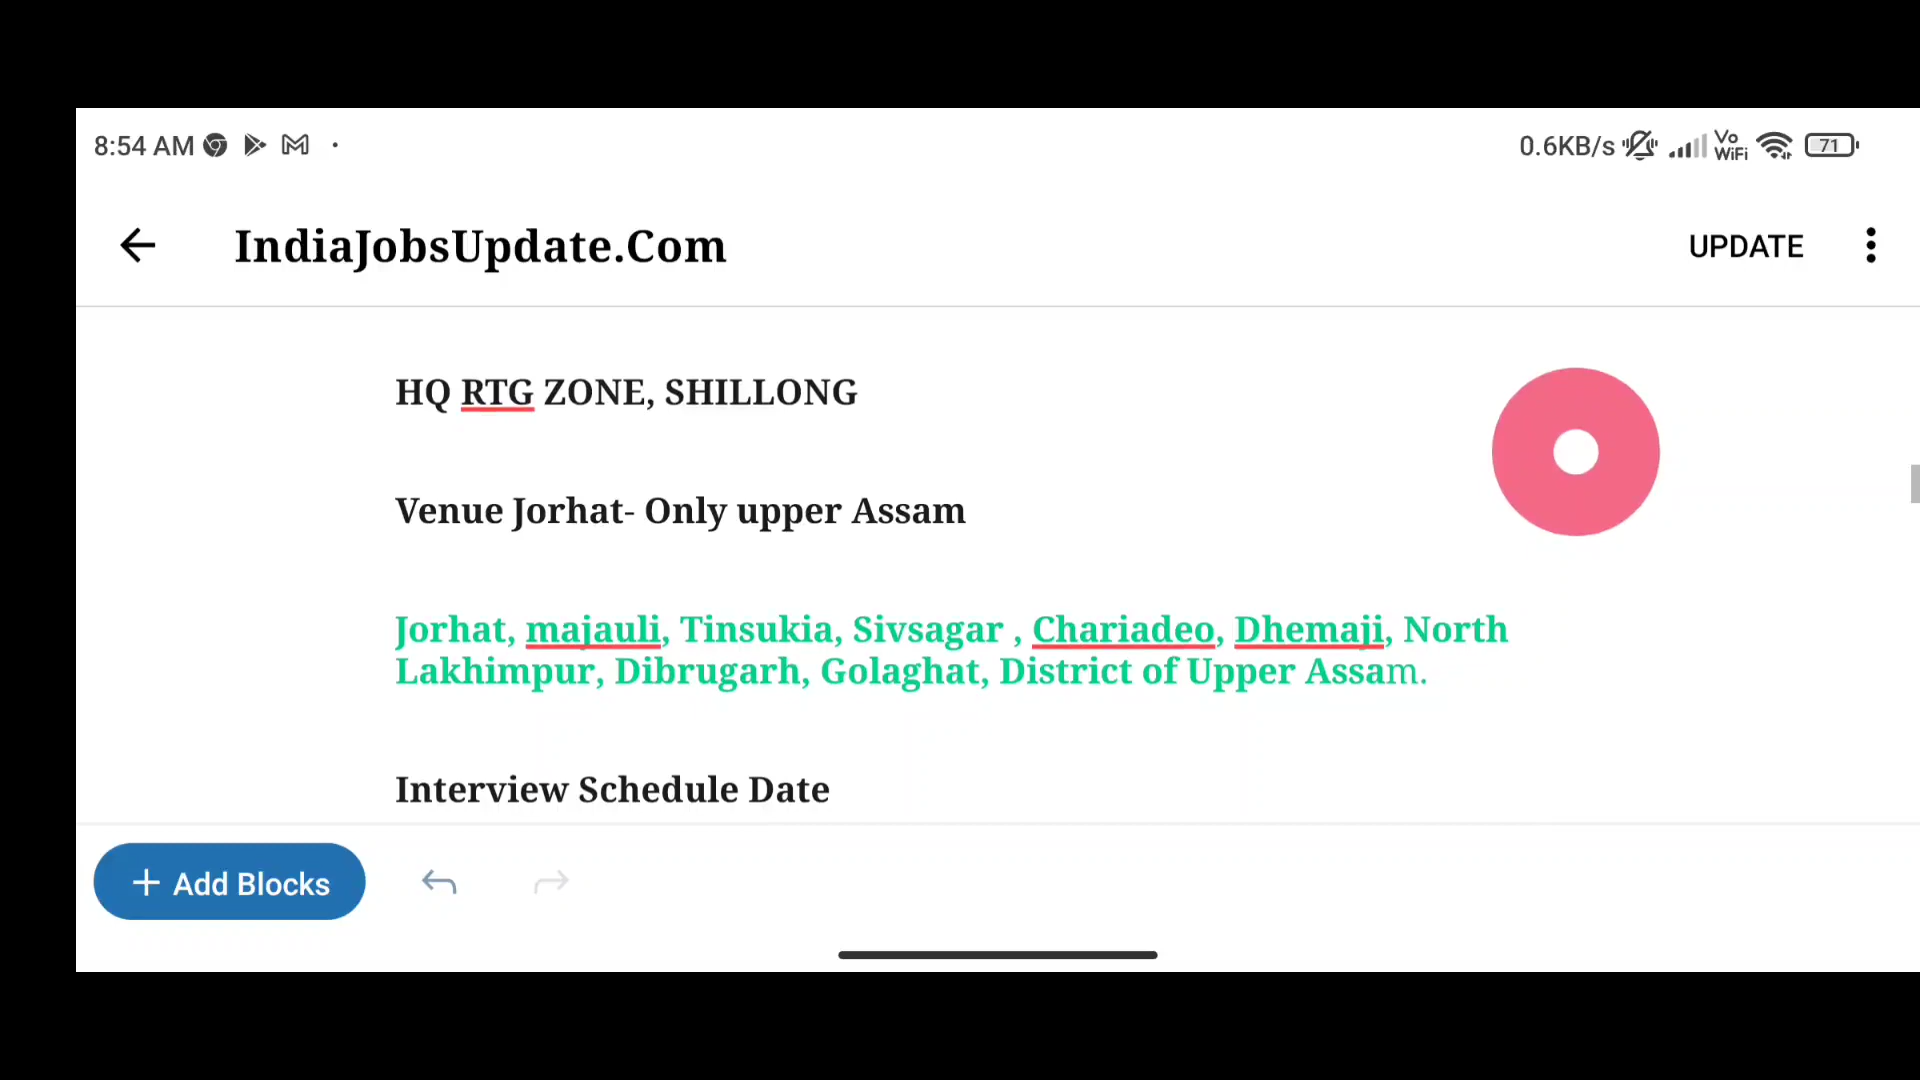 8:54 AM
0.6KB/s Vo WiFi 71
IndiaJobsUpdate.Com
UPDATE
HQ RTG ZONE, SHILLONG
Venue Jorhat- Only upper Assam
Jorhat, majauli, Tinsukia, Sivsagar , Chariadeo, Dhemaji, North
Lakhimpur, Dibrugarh, Golaghat, District of Upper Assam.
Interview Schedule Date
+ Add Blocks